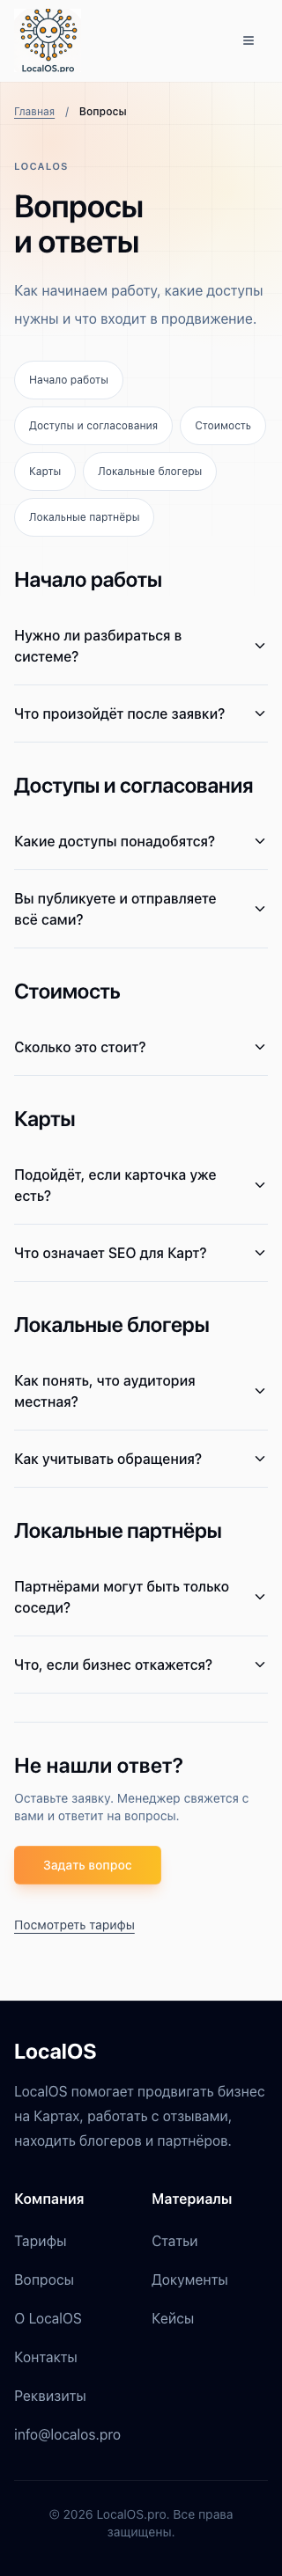 LocalOS.pro
Главная / Вопросы
LOCALOS
Вопросы
и ответы
Как начинаем работу, какие доступы
нужны и что входит в продвижение.
Начало работы
Доступы и согласования
Стоимость
Карты
Локальные блогеры
Локальные партнёры
Начало работы
Нужно ли разбираться в
системе?
Что произойдёт после заявки?
Доступы и согласования
Какие доступы понадобятся?
Вы публикуете и отправляете
всё сами?
Стоимость
Сколько это стоит?
Карты
Подойдёт, если карточка уже
есть?
Что означает SEO для Карт?
Локальные блогеры
Как понять, что аудитория
местная?
Как учитывать обращения?
Локальные партнёры
Партнёрами могут быть только
соседи?
Что, если бизнес откажется?
Не нашли ответ?
Оставьте заявку. Менеджер свяжется с
вами и ответит на вопросы.
Задать вопрос
Посмотреть тарифы
LocalOS
LocalOS помогает продвигать бизнес
на Картах, работать с отзывами,
находить блогеров и партнёров.
Компания
Тарифы
Вопросы
О LocalOS
Контакты
Реквизиты
info@localos.pro
Материалы
Статьи
Документы
Кейсы
© 2026 LocalOS.pro. Все права
защищены.